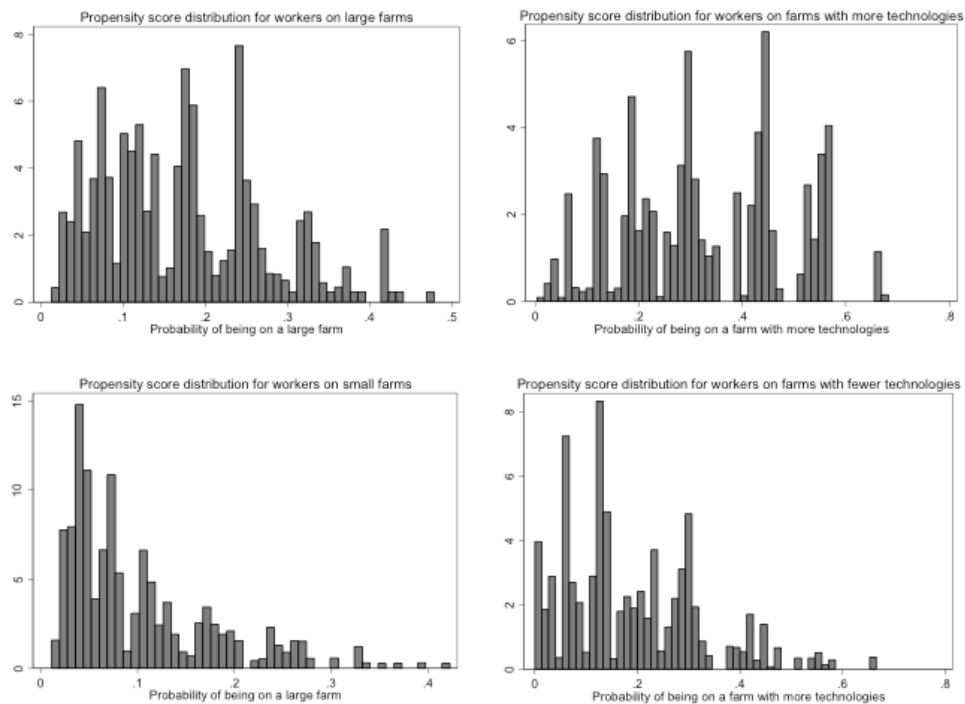 Propensity score distribution for workers on large farms
8
6
4
2
0
0 .1 .2 .3 .4 .5
Probability of being on a large farm
Propensity score distribution for workers on farms with more technologies
6
4
2
0
0 .2 .4 .6 .8
Probability of being on a farm with more technologies
Propensity score distribution for workers on small farms
15
10
5
0
0 .1 .2 .3 .4
Probability of being on a large farm
Propensity score distribution for workers on farms with fewer technologies
8
6
4
2
0
0 .2 .4 .6 .8
Probability of being on a farm with more technologies